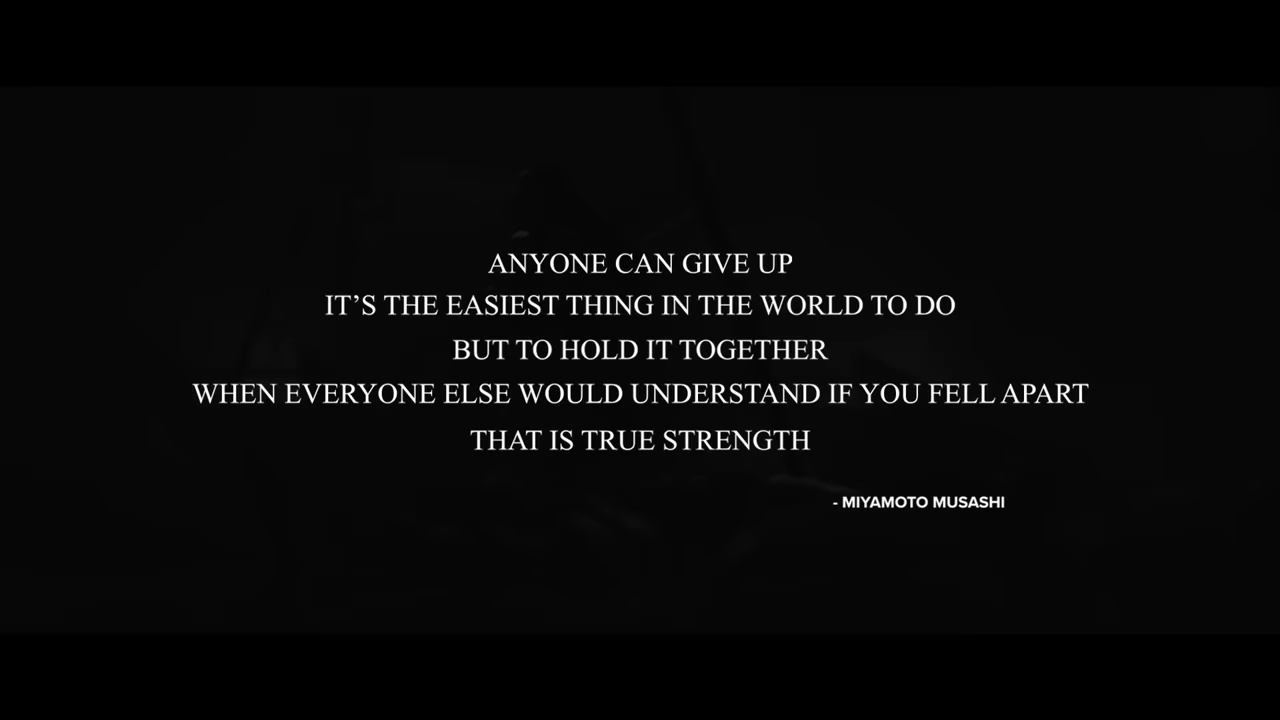 ANYONE CAN GIVE UP
IT’S THE EASIEST THING IN THE WORLD TO DO
BUT TO HOLD IT TOGETHER
WHEN EVERYONE ELSE WOULD UNDERSTAND IF YOU FELL APART
THAT IS TRUE STRENGTH
- MIYAMOTO MUSASHI